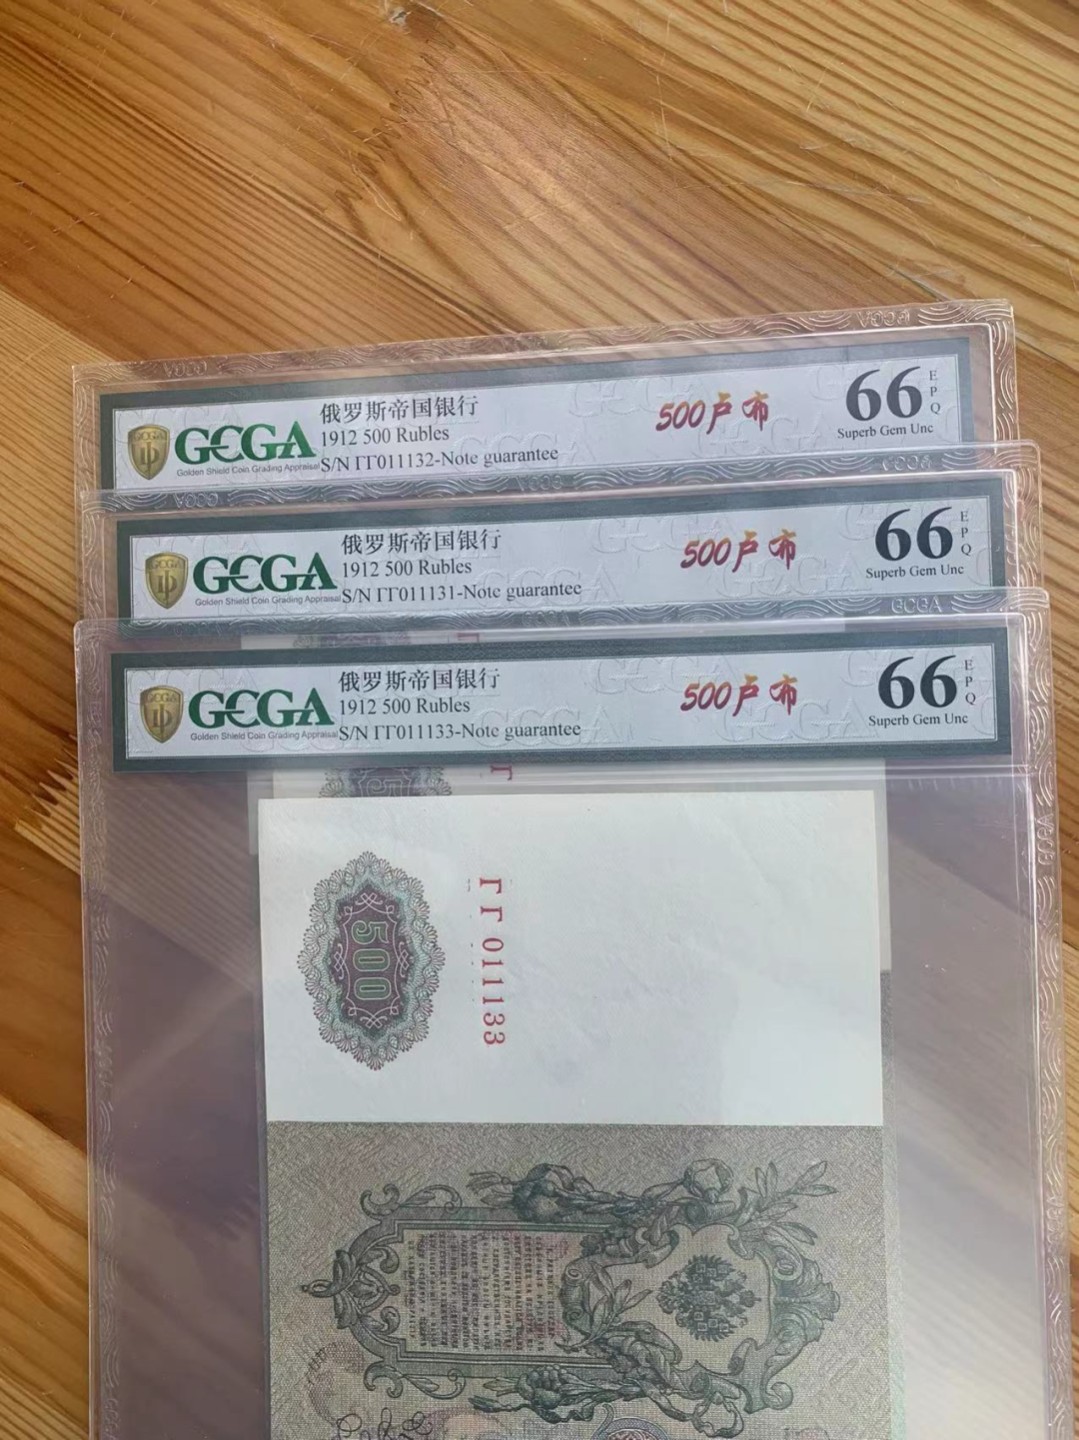 俄罗斯帝国银行
GCGA
1912 500 Rubles
500卢布
66
EPQ
Superb Gem Unc
Golden Shield Coin Grading Appraisal
S/N ГГ011132-Note guarantee
俄罗斯帝国银行
GCGA
1912 500 Rubles
500卢布
66
EPQ
Superb Gem Unc
Golden Shield Coin Grading Appraisal
S/N ГГ011131-Note guarantee
俄罗斯帝国银行
GCGA
1912 500 Rubles
500卢布
66
EPQ
Superb Gem Unc
Golden Shield Coin Grading Appraisal
S/N ГГ011133-Note guarantee
500
ГГ 011133